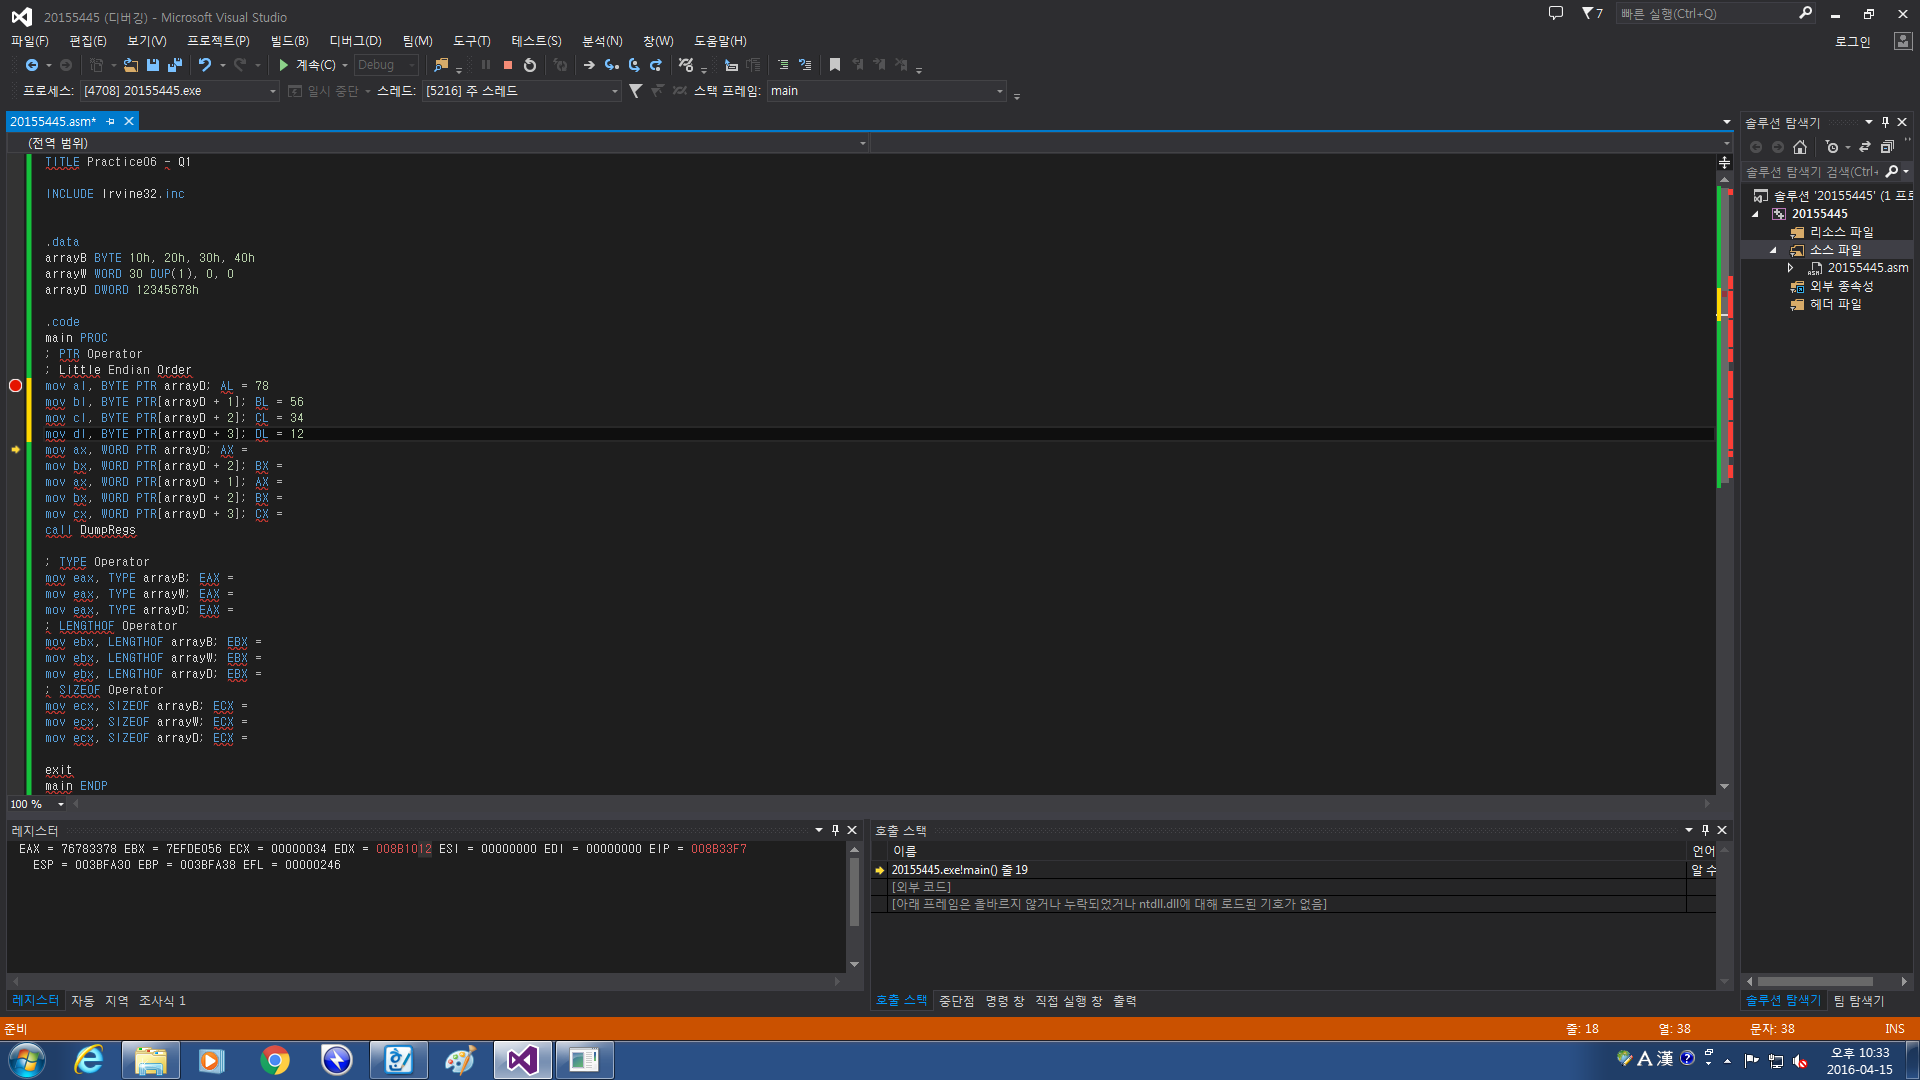 20155445 (디버깅) - Microsoft Visual Studio
7
빠른 실행(Ctrl+Q)
파일(F) 편집(E) 보기(V) 프로젝트(P) 빌드(B) 디버그(D) 팀(M) 도구(T) 테스트(S) 분석(N) 창(W) 도움말(H)
로그인
계속(C) Debug
프로세스: [4708] 20155445.exe 일시 중단 스레드: [5216] 주 스레드 스택 프레임: main
20155445.asm*
(전역 범위)
TITLE Practice06 - Q1
INCLUDE Irvine32.inc
.data
arrayB BYTE 10h, 20h, 30h, 40h
arrayW WORD 30 DUP(1), 0, 0
arrayD DWORD 12345678h
.code
main PROC
; PTR Operator
; Little Endian Order
mov al, BYTE PTR arrayD; AL = 78
mov bl, BYTE PTR[arrayD + 1]; BL = 56
mov cl, BYTE PTR[arrayD + 2]; CL = 34
mov dl, BYTE PTR[arrayD + 3]; DL = 12
mov ax, WORD PTR arrayD; AX =
mov bx, WORD PTR[arrayD + 2]; BX =
mov ax, WORD PTR[arrayD + 1]; AX =
mov bx, WORD PTR[arrayD + 2]; BX =
mov cx, WORD PTR[arrayD + 3]; CX =
call DumpRegs
; TYPE Operator
mov eax, TYPE arrayB; EAX =
mov eax, TYPE arrayW; EAX =
mov eax, TYPE arrayD; EAX =
; LENGTHOF Operator
mov ebx, LENGTHOF arrayB; EBX =
mov ebx, LENGTHOF arrayW; EBX =
mov ebx, LENGTHOF arrayD; EBX =
; SIZEOF Operator
mov ecx, SIZEOF arrayB; ECX =
mov ecx, SIZEOF arrayW; ECX =
mov ecx, SIZEOF arrayD; ECX =
exit
main ENDP
100 %
솔루션 탐색기
솔루션 탐색기 검색(Ctrl+
솔루션 '20155445' (1 프로
20155445
리소스 파일
소스 파일
20155445.asm
외부 종속성
헤더 파일
레지스터
EAX = 76783378 EBX = 7EFDE056 ECX = 00000034 EDX = 008B1012 ESI = 00000000 EDI = 00000000 EIP = 008B33F7
ESP = 003BFA30 EBP = 003BFA38 EFL = 00000246
레지스터 자동 지역 조사식 1
호출 스택
이름 언어
20155445.exe!main() 줄 19 알 수
[외부 코드]
[아래 프레임은 올바르지 않거나 누락되었거나 ntdll.dll에 대해 로드된 기호가 없음]
호출 스택 중단점 명령 창 직접 실행 창 출력
솔루션 탐색기 팀 탐색기
준비 줄: 18 열: 38 문자: 38 INS
A 漢
오후 10:33
2016-04-15